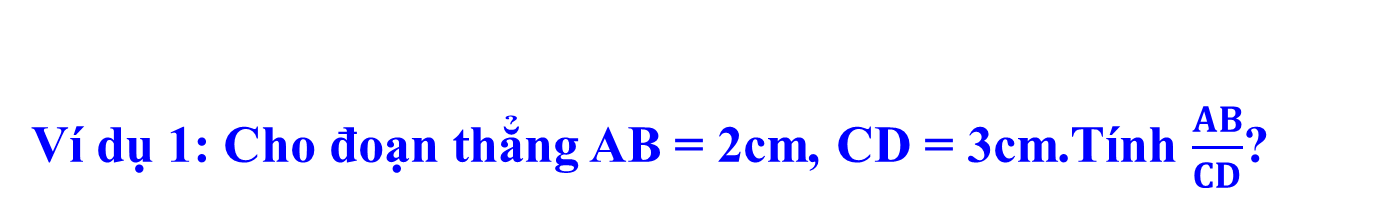 Ví dụ 1: Cho đoạn thẳng AB = 2cm, CD = 3cm.Tính AB/CD?